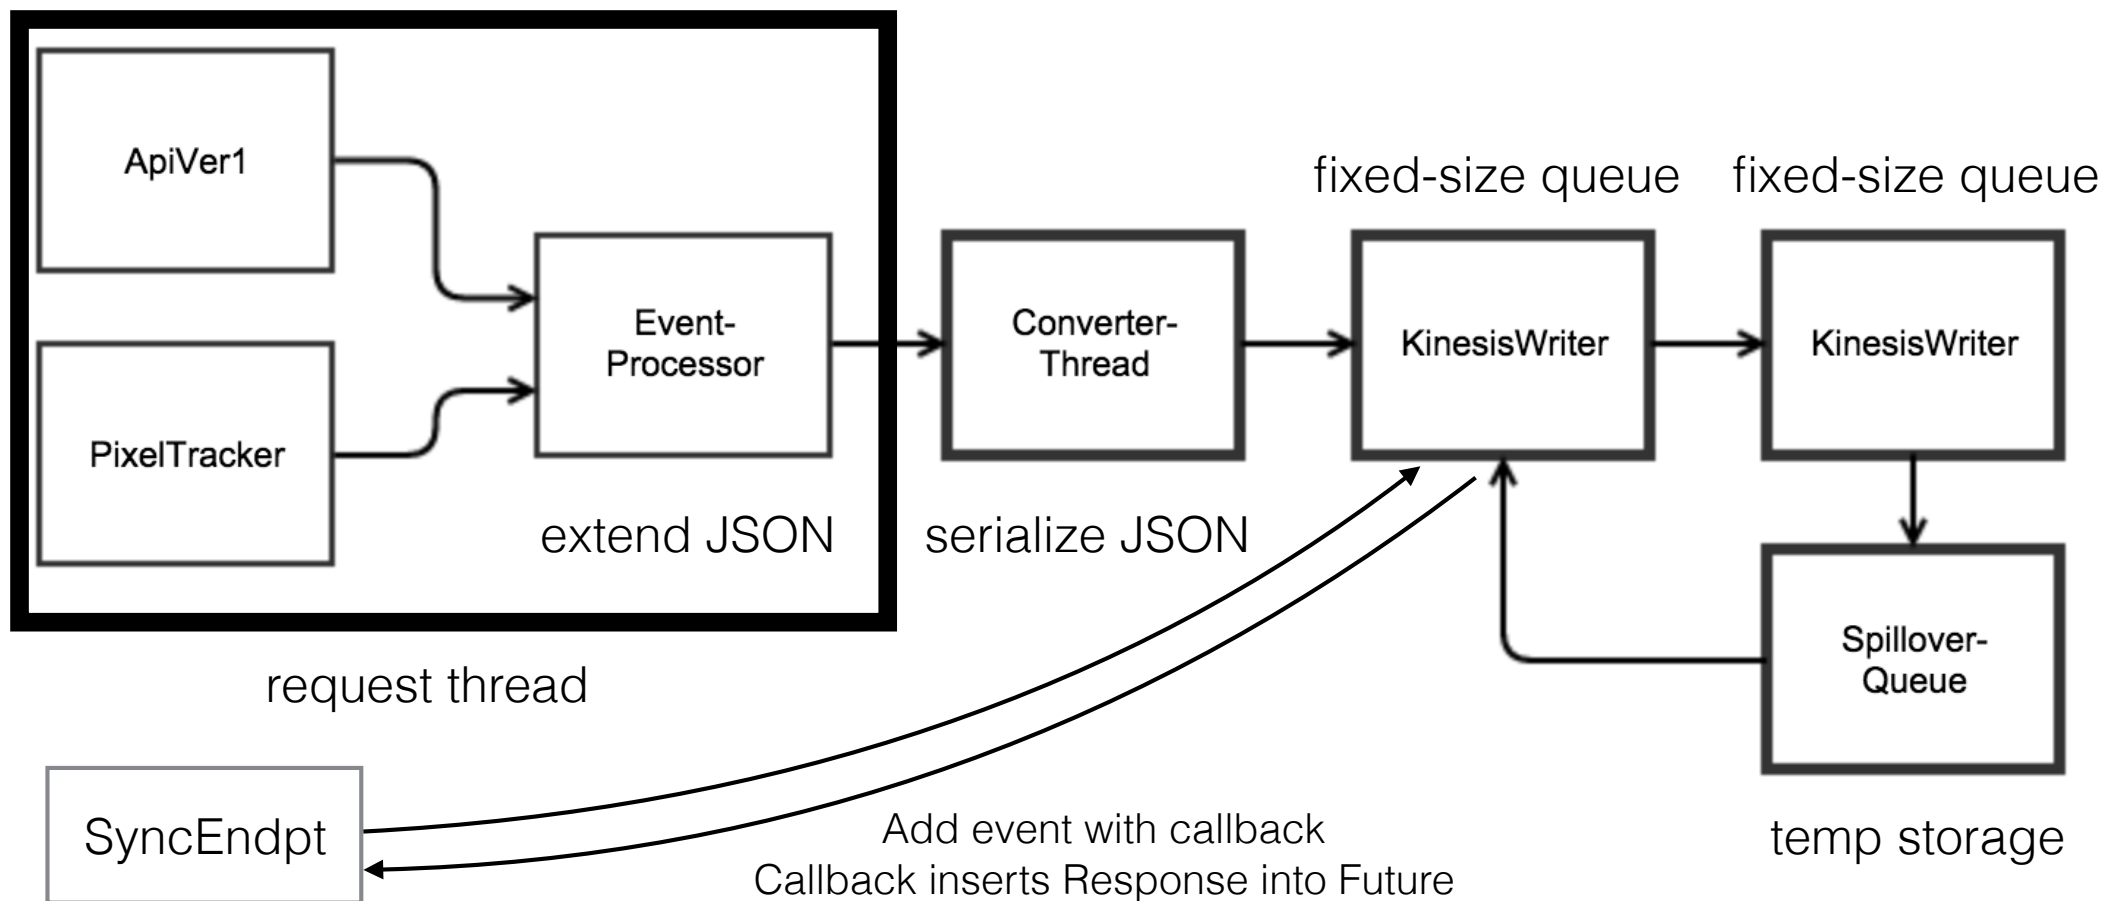 ApiVer1
PixelTracker
Event-
Processor
extend JSON
request thread
Converter-
Thread
serialize JSON
fixed-size queue
KinesisWriter
fixed-size queue
KinesisWriter
Spillover-
Queue
temp storage
SyncEndpt
Add event with callback
Callback inserts Response into Future